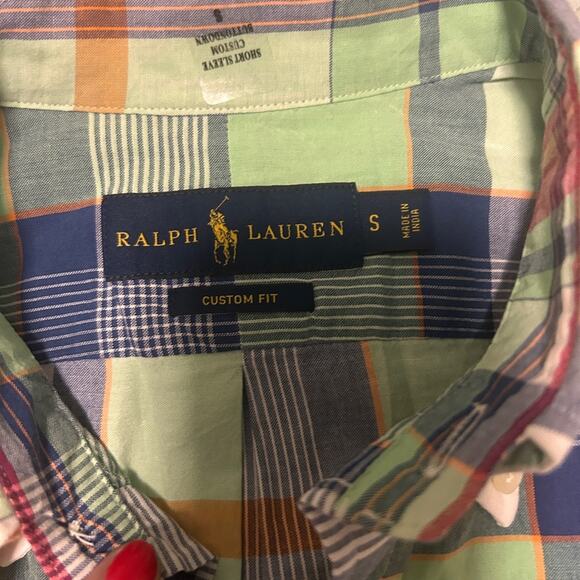 S
SHORT SLEEVE
CUSTOM
BUTTONDOWN
RALPH LAUREN
S
MADE IN
INDIA
CUSTOM FIT